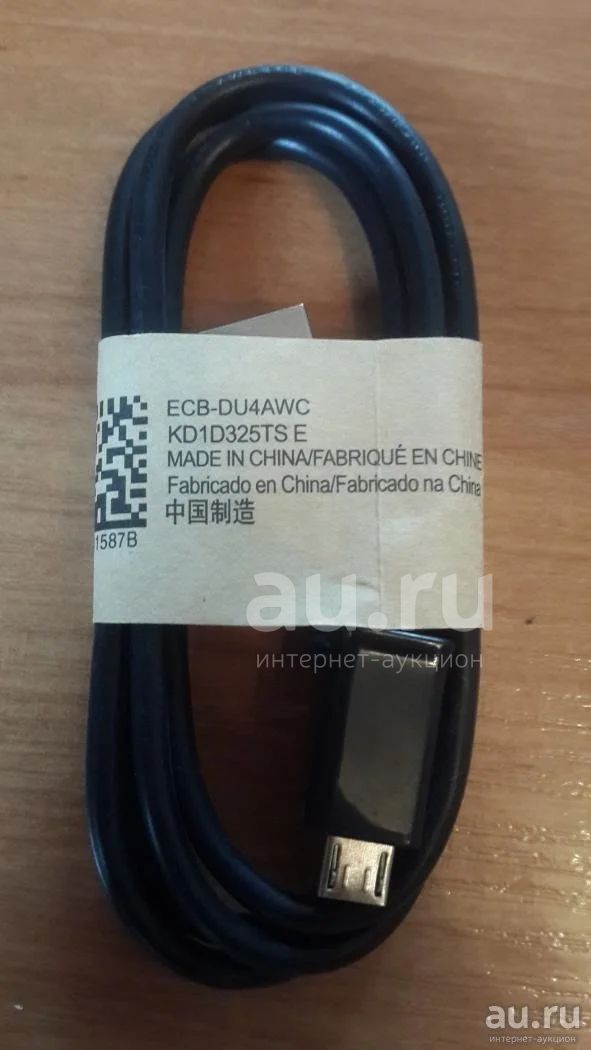 ECB-DU4AWC
KD1D325TS E
MADE IN CHINA/FABRIQUÉ EN CHINE
Fabricado en China/Fabricado na China
中国制造
1587B
au.ru
интернет-аукцион
au.ru
интернет-аукцион